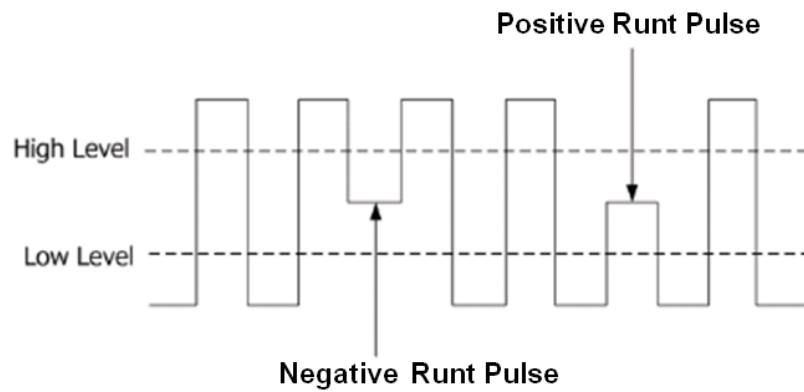 Positive Runt Pulse
High Level
Low Level
Negative Runt Pulse